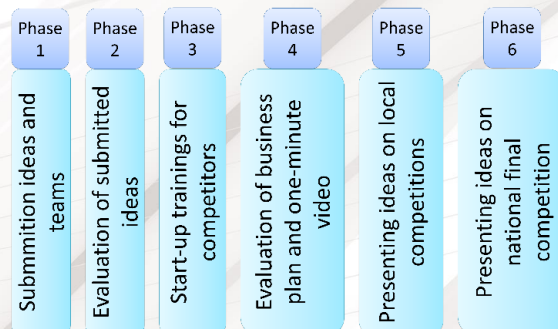 Phase
1
Submmition ideas and
teams
Phase
2
Evaluation of submitted
ideas
Phase
3
Start-up trainings for
competitors
Phase
4
Evaluation of business
plan and one-minute
video
Phase
5
Presenting ideas on local
competitions
Phase
6
Presenting ideas on
national final
competition